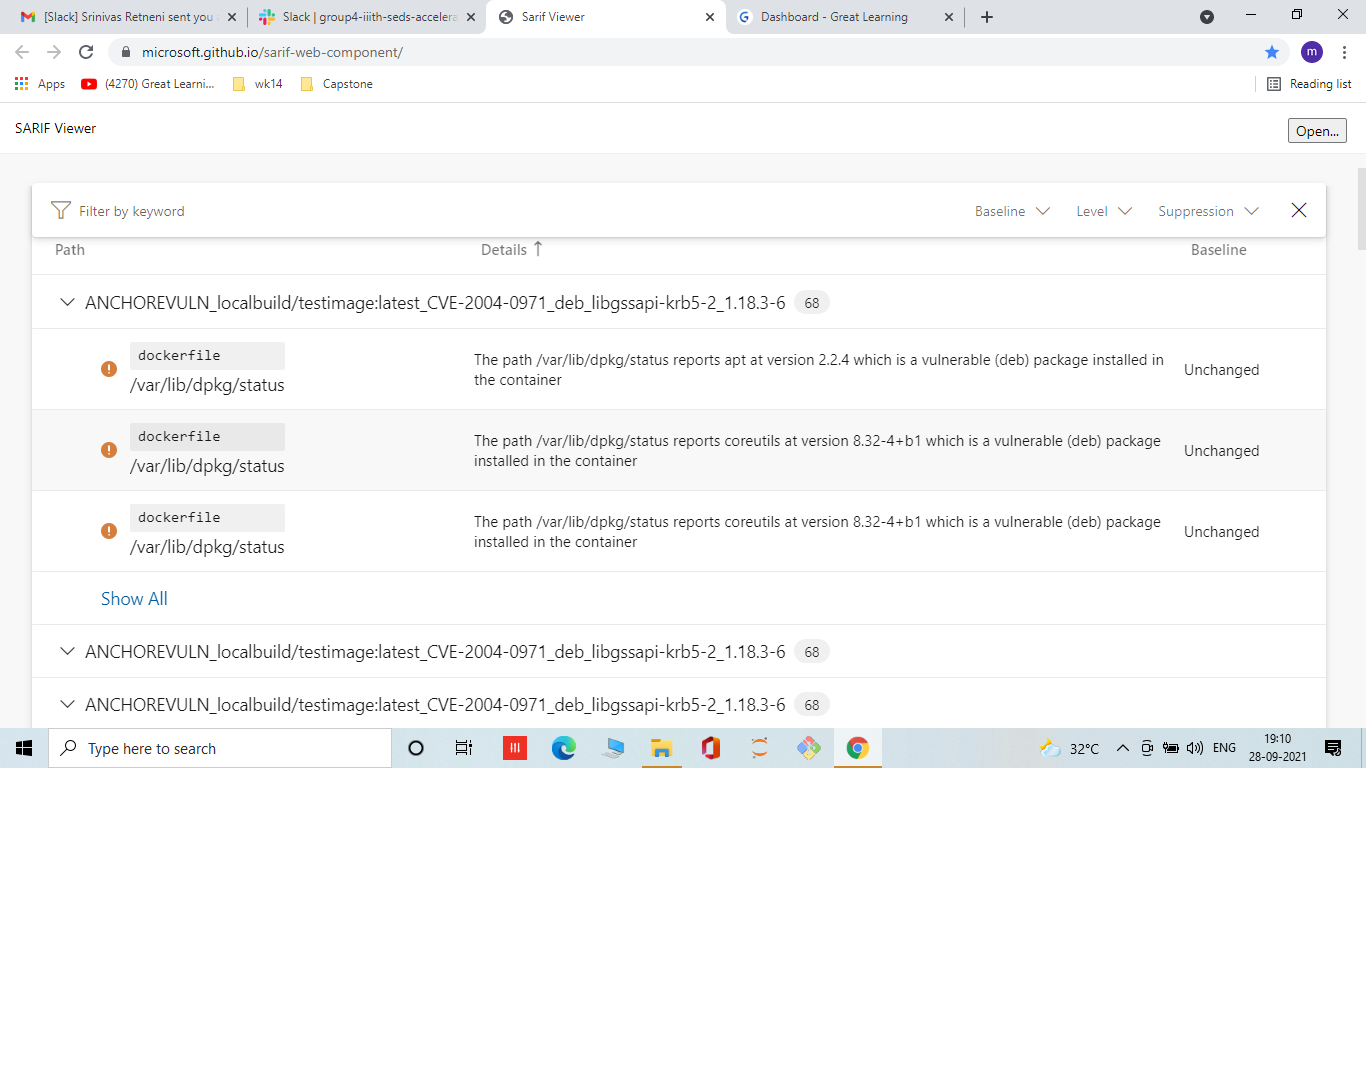 [Slack] Srinivas Retneni sent you
Slack | group4-iiith-seds-accelera
Sarif Viewer
Dashboard - Great Learning
microsoft.github.io/sarif-web-component/
m
Apps
(4270) Great Learni...
wk14
Capstone
Reading list
SARIF Viewer
Open...
Filter by keyword
Baseline
Level
Suppression
Path
Details
Baseline
ANCHOREVULN_localbuild/testimage:latest_CVE-2004-0971_deb_libgssapi-krb5-2_1.18.3-6 68
dockerfile
/var/lib/dpkg/status
The path /var/lib/dpkg/status reports apt at version 2.2.4 which is a vulnerable (deb) package installed in
the container
Unchanged
dockerfile
/var/lib/dpkg/status
The path /var/lib/dpkg/status reports coreutils at version 8.32-4+b1 which is a vulnerable (deb) package
installed in the container
Unchanged
dockerfile
/var/lib/dpkg/status
The path /var/lib/dpkg/status reports coreutils at version 8.32-4+b1 which is a vulnerable (deb) package
installed in the container
Unchanged
Show All
ANCHOREVULN_localbuild/testimage:latest_CVE-2004-0971_deb_libgssapi-krb5-2_1.18.3-6 68
ANCHOREVULN_localbuild/testimage:latest_CVE-2004-0971_deb_libgssapi-krb5-2_1.18.3-6 68
Type here to search
32°C
ENG
19:10
28-09-2021